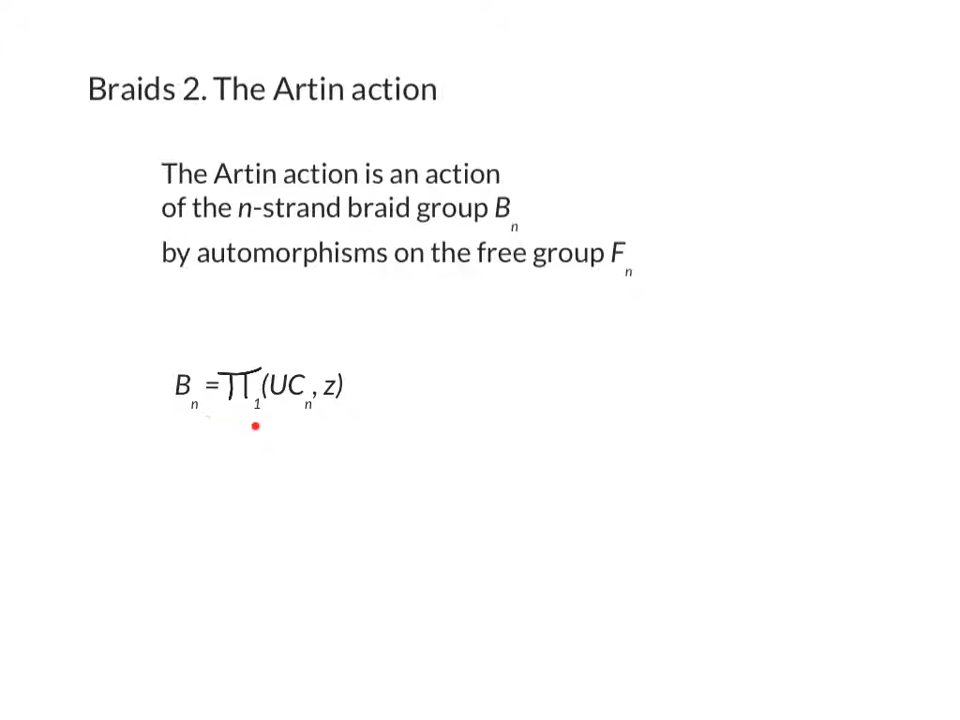 Braids 2. The Artin action
The Artin action is an action
of the n-strand braid group Bₙ
by automorphisms on the free group Fₙ
Bₙ =π₁(UCₙ, z)